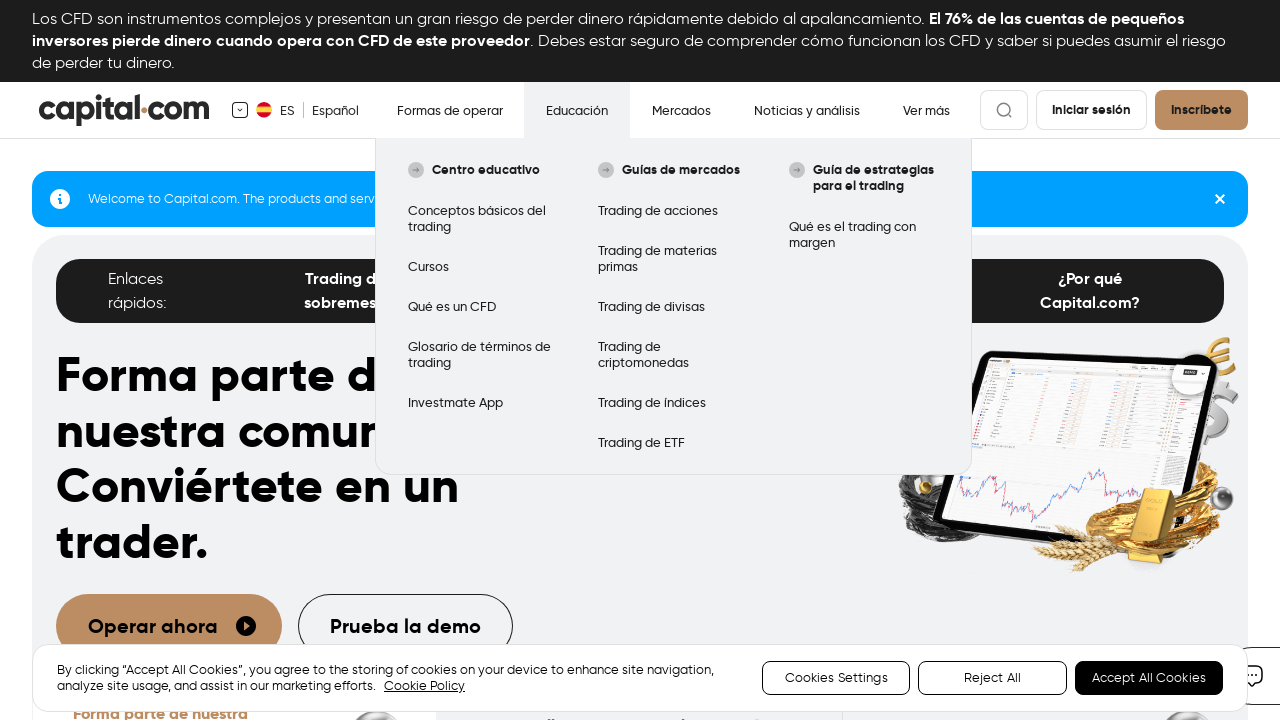 Los CFD son instrumentos complejos y presentan un gran riesgo de perder dinero rápidamente debido al apalancamiento. El 76% de las cuentas de pequeños
inversores pierde dinero cuando opera con CFD de este proveedor. Debes estar seguro de comprender cómo funcionan los CFD y saber si puedes asumir el riesgo
de perder tu dinero.
capital.com
ES
Español
Formas de operar
Educación
Mercados
Noticias y análisis
Ver más
Iniciar sesión
Inscríbete
Centro educativo
Conceptos básicos del
trading
Cursos
Qué es un CFD
Glosario de términos de
trading
Investmate App
Guías de mercados
Trading de acciones
Trading de materias
primas
Trading de divisas
Trading de
criptomonedas
Trading de índices
Trading de ETF
Guía de estrategias
para el trading
Qué es el trading con
margen
Welcome to Capital.com. The products and serv
Enlaces
rápidos:
Trading d
sobremes
¿Por qué
Capital.com?
Forma parte d
nuestra comur
Conviértete en un
trader.
Operar ahora
Prueba la demo
By clicking “Accept All Cookies”, you agree to the storing of cookies on your device to enhance site navigation,
analyze site usage, and assist in our marketing efforts. Cookie Policy
Cookies Settings
Reject All
Accept All Cookies
Forma parte de nuestra